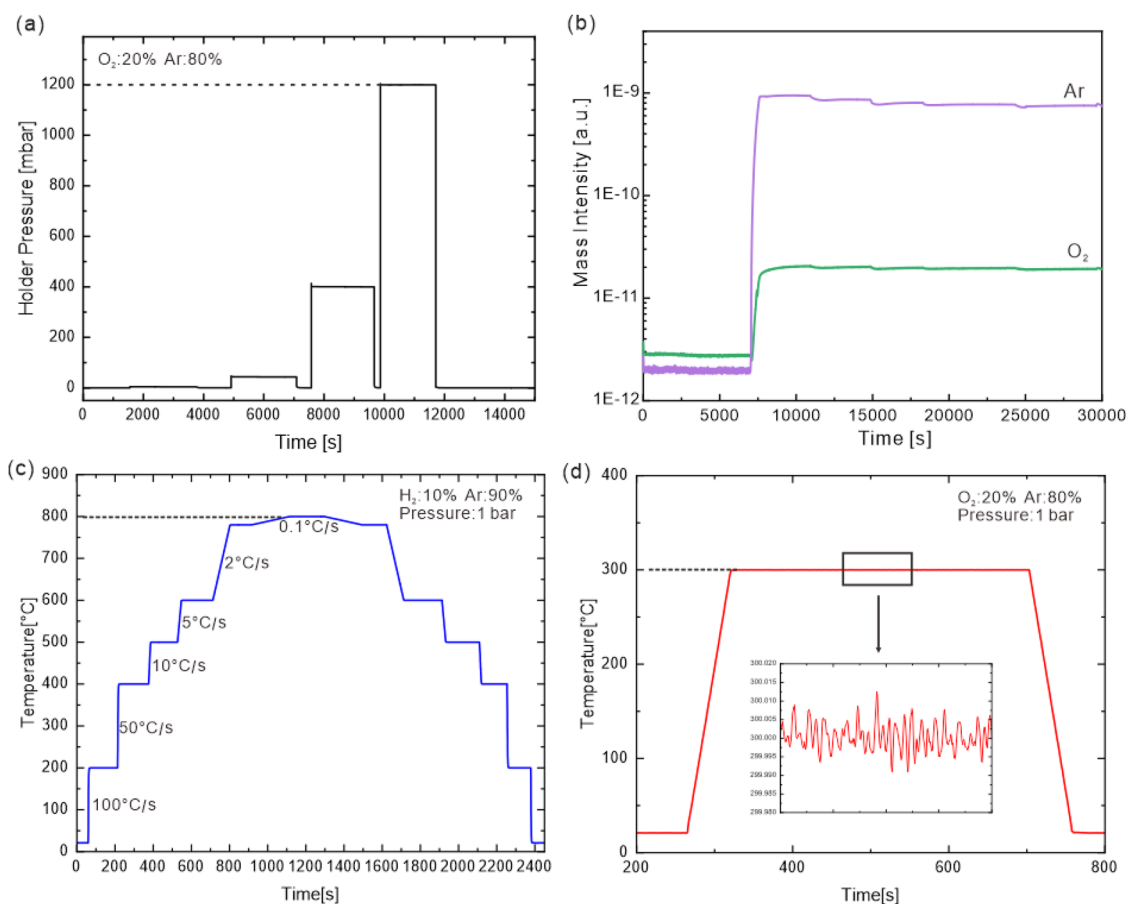 (a)
O₂:20% Ar:80%
1200
1000
800
600
400
200
0
Holder Pressure [mbar]
0 2000 4000 6000 8000 10000 12000 14000
Time [s]
(b)
1E-9
1E-10
1E-11
1E-12
Mass Intensity [a.u.]
Ar
O₂
0 5000 10000 15000 20000 25000 30000
Time [s]
(c)
900
800
700
600
500
400
300
200
100
0
Temperature[°C]
H₂:10% Ar:90%
Pressure:1 bar
0.1°C/s
2°C/s
5°C/s
10°C/s
50°C/s
100°C/s
0 200 400 600 800 1000 1200 1400 1600 1800 2000 2200 2400
Time[s]
(d)
400
300
200
100
0
Temperature[°C]
O₂:20% Ar:80%
Pressure:1 bar
300.020
300.015
300.010
300.005
300.000
299.995
299.990
299.985
299.980
200 400 600 800
Time[s]